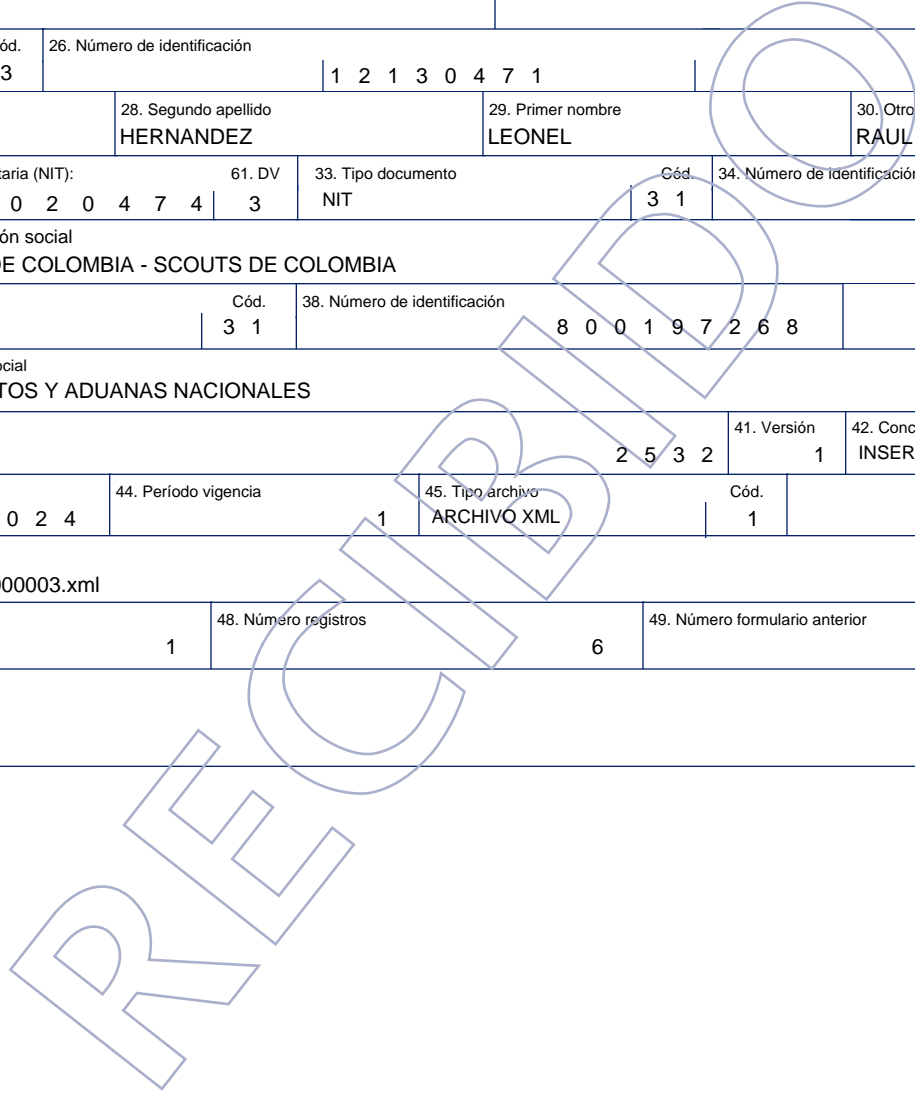 ód. 26. Número de identificación
3 1 2 1 3 0 4 7 1
28. Segundo apellido 29. Primer nombre 30. Otro
HERNANDEZ LEONEL RAUL
taria (NIT): 61. DV 33. Tipo documento Cód. 34. Número de identificación
0 2 0 4 7 4 3 NIT 3 1
ón social
DE COLOMBIA - SCOUTS DE COLOMBIA
Cód. 38. Número de identificación
3 1 8 0 0 1 9 7 2 6 8
ocial
TOS Y ADUANAS NACIONALES
41. Versión 42. Conc
2 5 3 2 1 INSER
44. Período vigencia 45. Tipo archivo Cód.
0 2 4 1 ARCHIVO XML 1
000003.xml
48. Número registros 49. Número formulario anterior
1 6
RECIBIDO